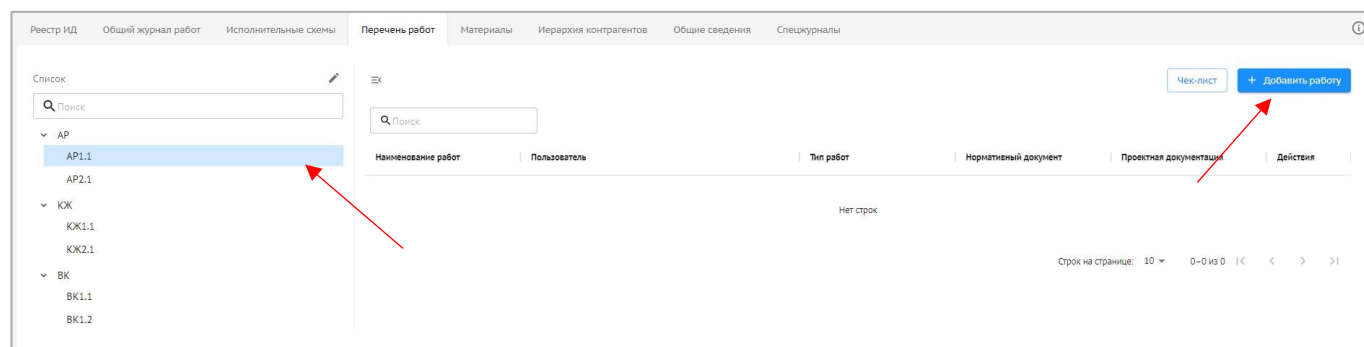 Реестр ИД Общий журнал работ Исполнительные схемы Перечень работ Материалы Иерархия контрагентов Общие сведения Спецжурналы
Список
Чек-лист + Добавить работу
Поиск
Поиск
АР
АР1.1
Наименование работ Пользователь Тип работ Нормативный документ Проектная документация Действия
АР2.1
КЖ
Нет строк
КЖ1.1
КЖ2.1
Строк на странице: 10 0–0 из 0
ВК
ВК1.1
ВК1.2